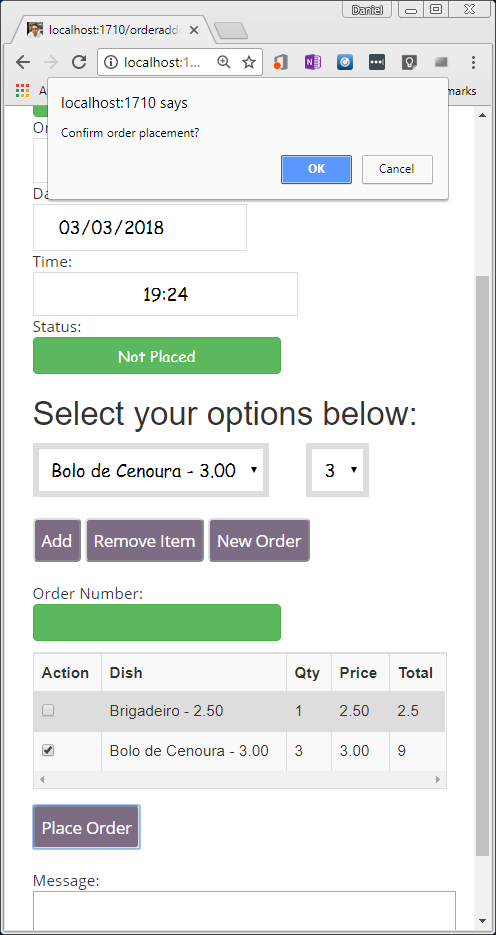 Daniel
localhost:1710/orderadd
localhost:1...
localhost:1710 says
Confirm order placement?
OK Cancel
03/03/2018
Time:
19:24
Status:
Not Placed
Select your options below:
Bolo de Cenoura - 3.00 3
Add Remove Item New Order
Order Number:
Action Dish Qty Price Total
Brigadeiro - 2.50 1 2.50 2.5
Bolo de Cenoura - 3.00 3 3.00 9
Place Order
Message: